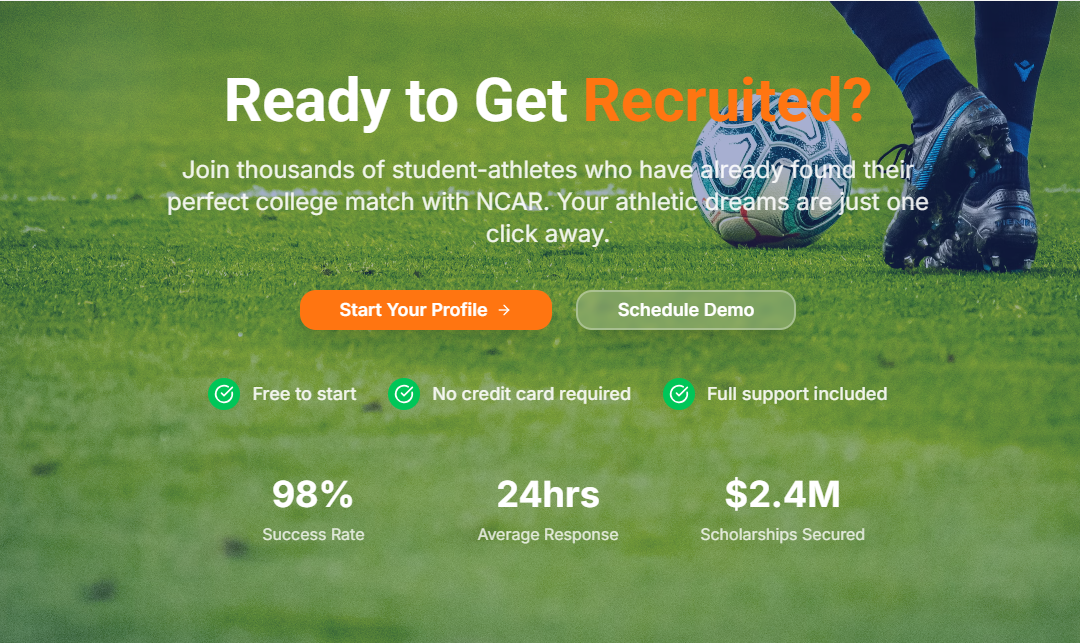 Ready to Get Recruited?
Join thousands of student-athletes who have already found their
perfect college match with NCAR. Your athletic dreams are just one
click away.
Start Your Profile →
Schedule Demo
Free to start
No credit card required
Full support included
98%
Success Rate
24hrs
Average Response
$2.4M
Scholarships Secured